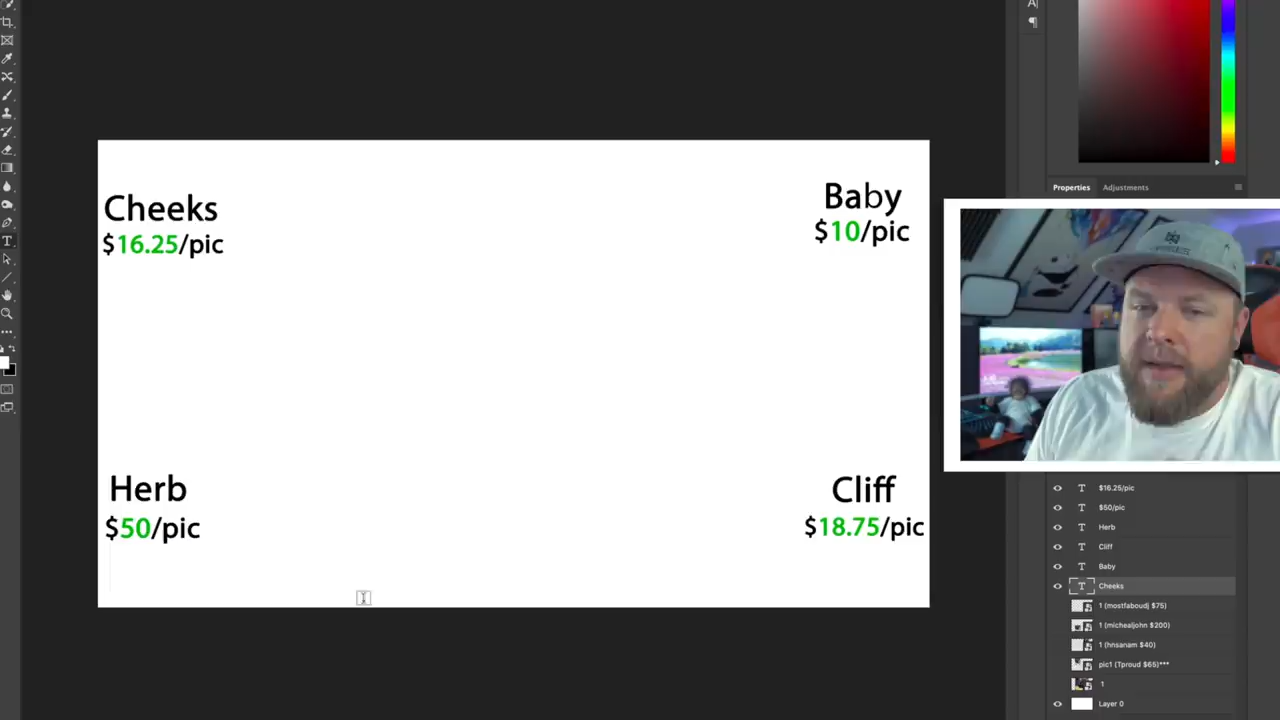 Cheeks
$16.25/pic
Baby
$10/pic
Herb
$50/pic
Cliff
$18.75/pic
Properties
Adjustments
$16.25/pic
$50/pic
Herb
Cliff
Baby
Cheeks
1 (mostfaboudj $75)
1 (michealjohn $200)
1 (hnsanam $40)
pic1 (Tproud $65)***
1
Layer 0